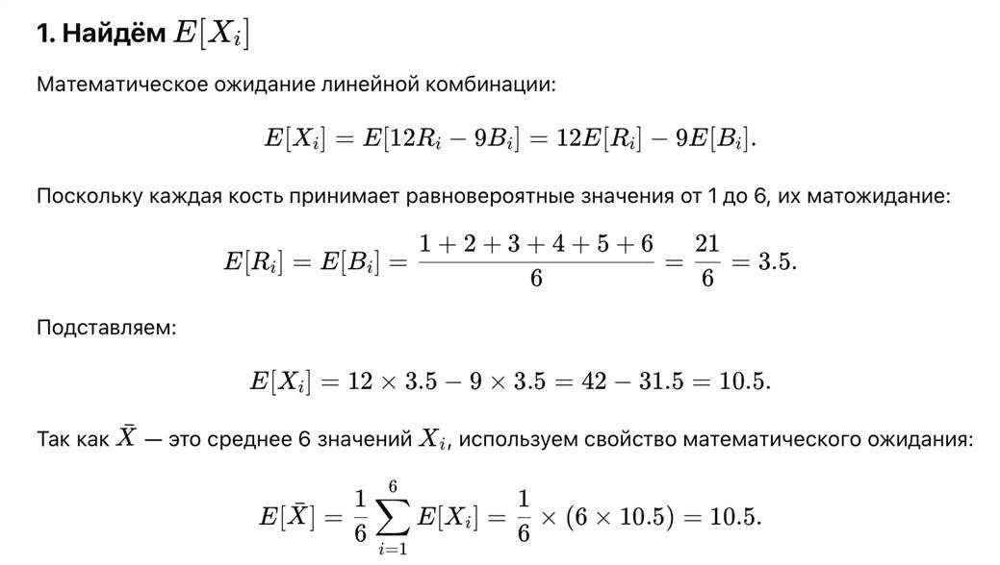 1. Найдём E[X_i]
Математическое ожидание линейной комбинации:
E[X_i] = E[12R_i − 9B_i] = 12E[R_i] − 9E[B_i].
Поскольку каждая кость принимает равновероятные значения от 1 до 6, их матожидание:
E[R_i] = E[B_i] = \frac{1 + 2 + 3 + 4 + 5 + 6}{6} = \frac{21}{6} = 3.5.
Подставляем:
E[X_i] = 12 × 3.5 − 9 × 3.5 = 42 − 31.5 = 10.5.
Так как \bar{X} — это среднее 6 значений X_i, используем свойство математического ожидания:
E[\bar{X}] = \frac{1}{6} \sum_{i=1}^{6} E[X_i] = \frac{1}{6} × (6 × 10.5) = 10.5.